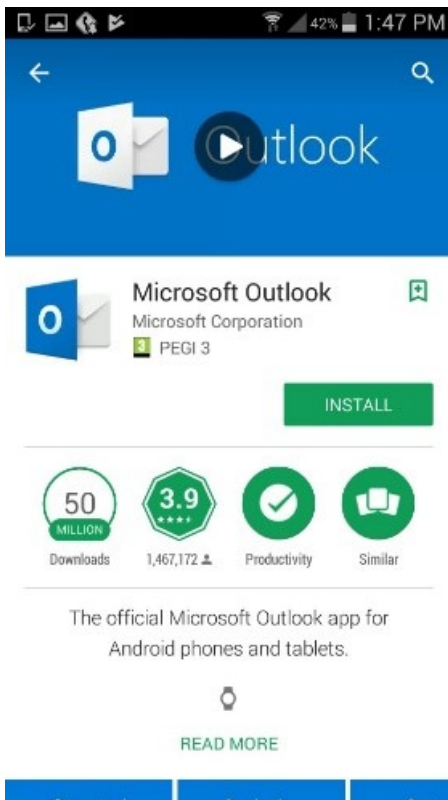 42% 1:47 PM
Outlook
Microsoft Outlook
Microsoft Corporation
3 PEGI 3
INSTALL
50
MILLION
Downloads
3.9
1,467,172
Productivity
Similar
The official Microsoft Outlook app for
Android phones and tablets.
READ MORE